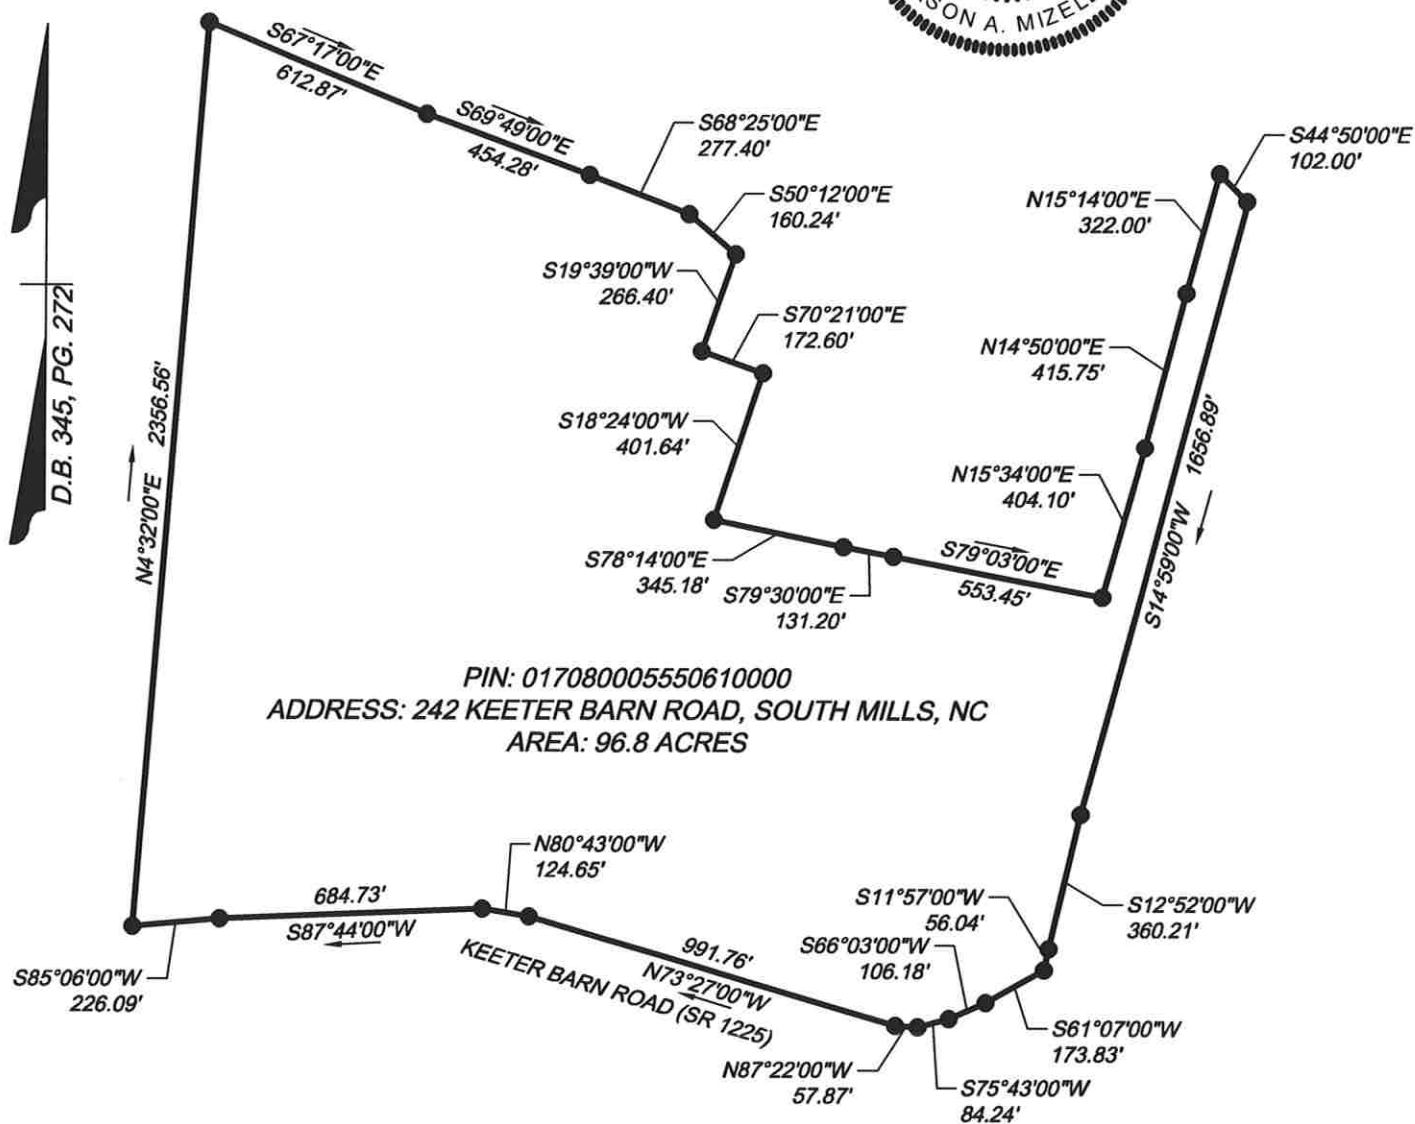 SON A. MIZEL
S67°17'00"E
612.87'
S69°49'00"E
454.28'
S68°25'00"E
277.40'
S50°12'00"E
160.24'
S19°39'00"W
266.40'
S70°21'00"E
172.60'
S18°24'00"W
401.64'
S78°14'00"E
345.18'
S79°30'00"E
131.20'
S79°03'00"E
553.45'
N15°34'00"E
404.10'
N14°50'00"E
415.75'
N15°14'00"E
322.00'
S44°50'00"E
102.00'
S14°59'00"W 1656.89'
S12°52'00"W
360.21'
S11°57'00"W
56.04'
S61°07'00"W
173.83'
S66°03'00"W
106.18'
S75°43'00"W
84.24'
N87°22'00"W
57.87'
991.76'
N73°27'00"W
KEETER BARN ROAD (SR 1225)
N80°43'00"W
124.65'
684.73'
S87°44'00"W
S85°06'00"W
226.09'
N4°32'00"E 2356.56'
D.B. 345, PG. 272
PIN: 017080005550610000
ADDRESS: 242 KEETER BARN ROAD, SOUTH MILLS, NC
AREA: 96.8 ACRES